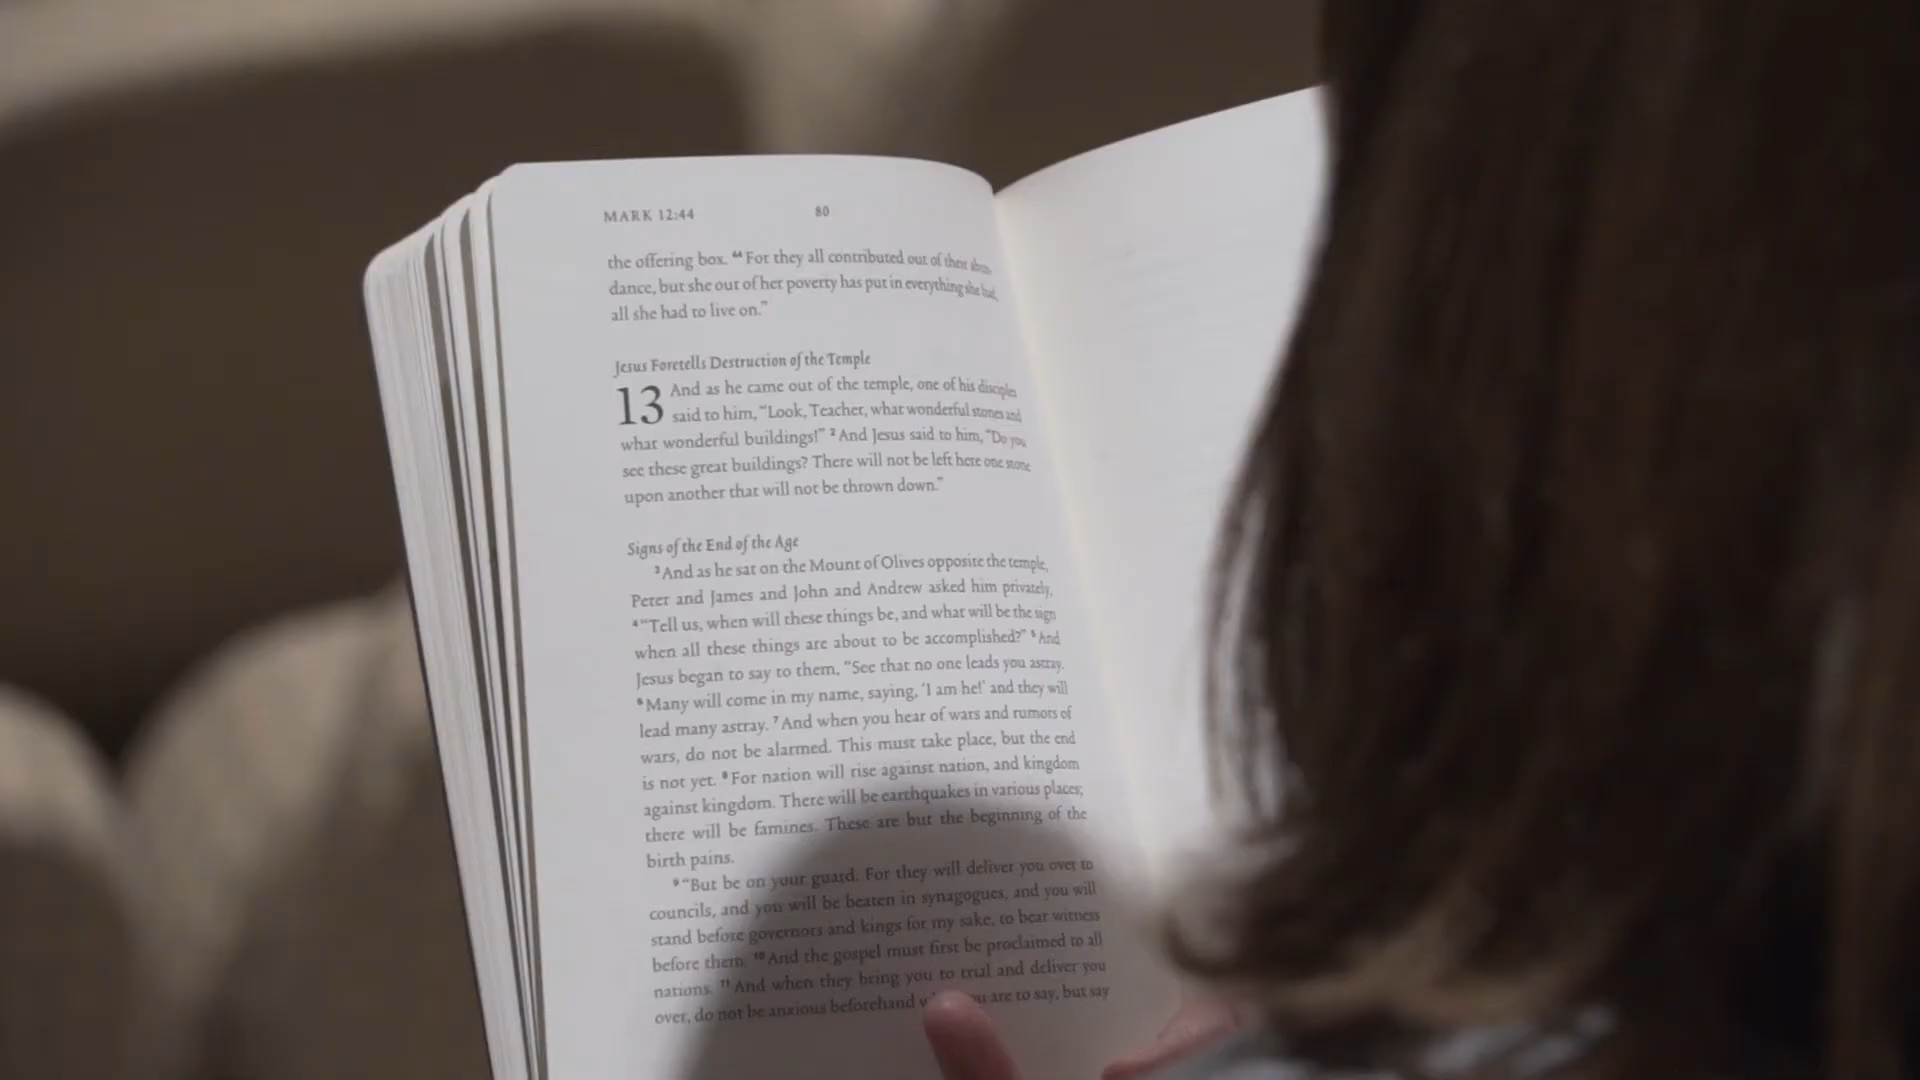 MARK 12:44 80
the offering box. 44 For they all contributed out of their abun-
dance, but she out of her poverty has put in everything she had,
all she had to live on.”
Jesus Foretells Destruction of the Temple
13 And as he came out of the temple, one of his disciples
said to him, “Look, Teacher, what wonderful stones and
what wonderful buildings!” 2 And Jesus said to him, “Do you
see these great buildings? There will not be left here one stone
upon another that will not be thrown down.”
Signs of the End of the Age
3 And as he sat on the Mount of Olives opposite the temple,
Peter and James and John and Andrew asked him privately,
4 “Tell us, when will these things be, and what will be the sign
when all these things are about to be accomplished?” 5 And
Jesus began to say to them, “See that no one leads you astray.
6 Many will come in my name, saying, ‘I am he!’ and they will
lead many astray. 7 And when you hear of wars and rumors of
wars, do not be alarmed. This must take place, but the end
is not yet. 8 For nation will rise against nation, and kingdom
against kingdom. There will be earthquakes in various places;
there will be famines. These are but the beginning of the
birth pains.
9 “But be on your guard. For they will deliver you over to
councils, and you will be beaten in synagogues, and you will
stand before governors and kings for my sake, to bear witness
before them. 10 And the gospel must first be proclaimed to all
nations. 11 And when they bring you to trial and deliver you
over, do not be anxious beforehand are to say, but say